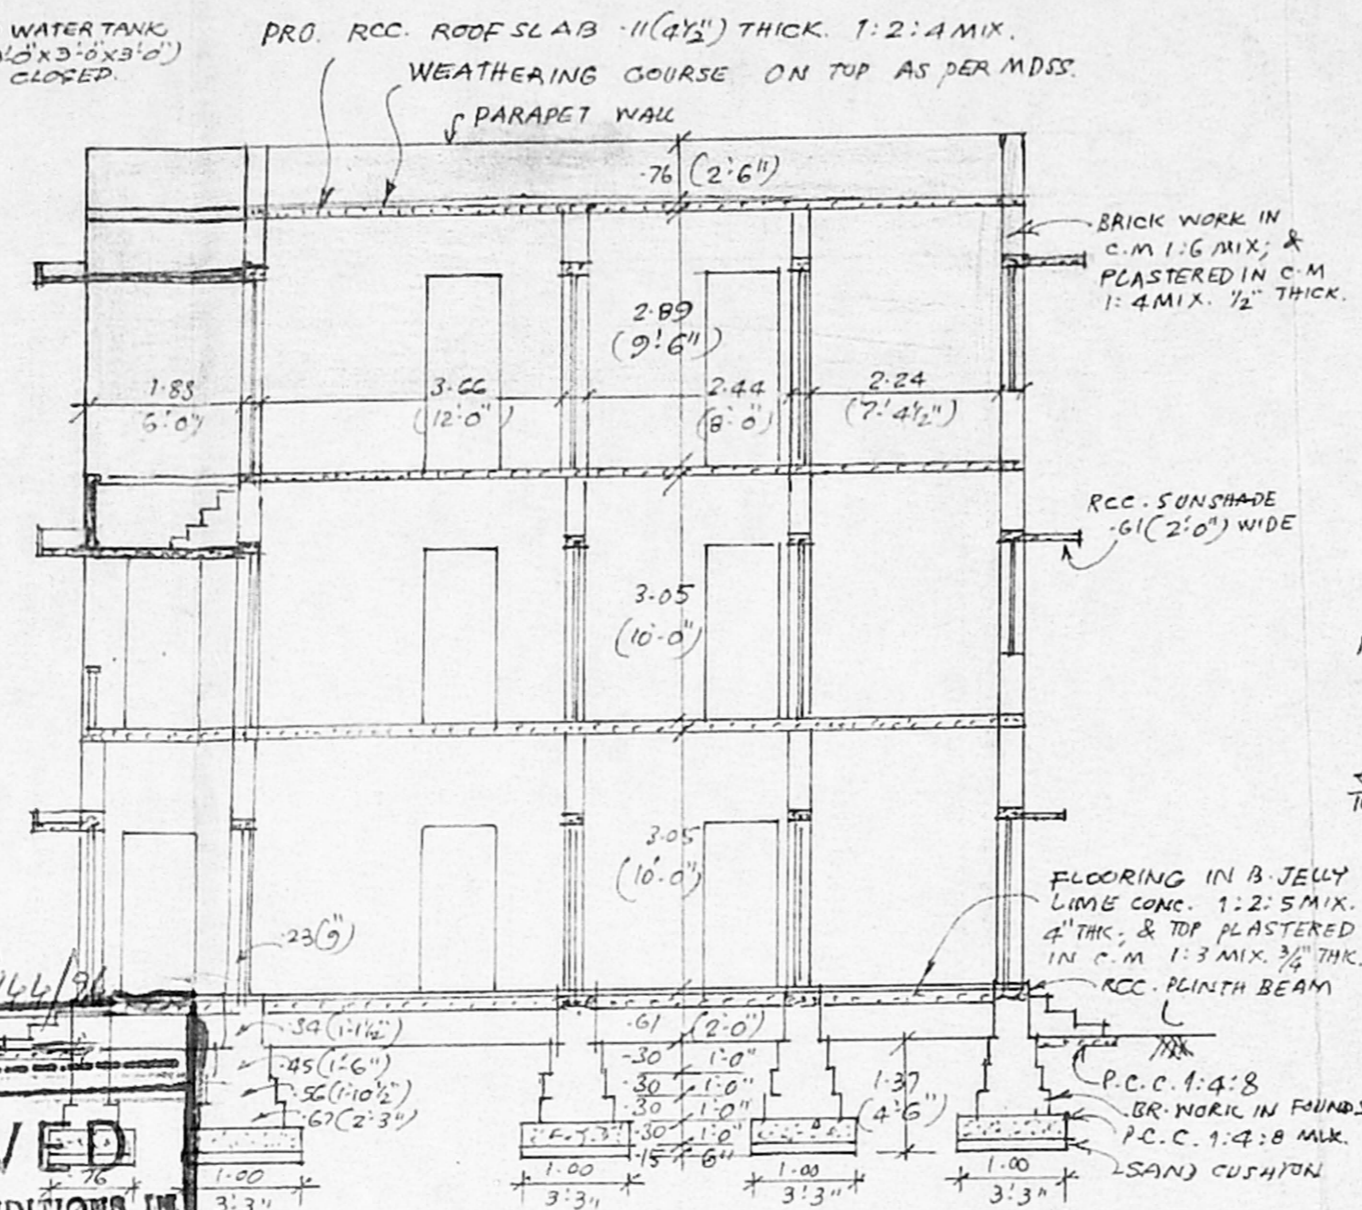 WATER TANK
x3'-0"x3'-0")
CLOSED.
PRO. RCC. ROOF SLAB ·11(4½") THICK. 1:2:4 MIX.
WEATHERING COURSE ON TOP AS PER MDSS.
PARAPET WALL
·76 (2'-6")
BRICK WORK IN
C.M 1:6 MIX; &
PLASTERED IN C.M
1:4 MIX. ½" THICK.
2·89
(9'-6")
1·83
(6'-0")
3·66
(12'-0")
2·44
(8'-0")
2·24
(7'-4½")
RCC. SUNSHADE
·61(2'-0") WIDE
3·05
(10'-0")
3·05
(10'-0")
·23(9")
FLOORING IN B.JELLY
LIME CONC. 1:2:5 MIX.
4" THK; & TOP PLASTERED
IN C.M 1:3 MIX. ¾" THK.
RCC. PLINTH BEAM
·34(1'-1½")
·45(1'-6")
·56(1'-10½")
·67(2'-3")
·61 (2'-0")
·30 1'-0"
·30 1'-0"
·30 1'-0"
·30 1'-0"
·15 6"
1·37
(4'-6")
P.C.C. 1:4:8
BR. WORK IN FOUNDS
P.C.C. 1:4:8 MIX.
SAND CUSHION
·76
1·00
3'-3"
1·00
3'-3"
1·00
3'-3"
1·00
3'-3"
VED